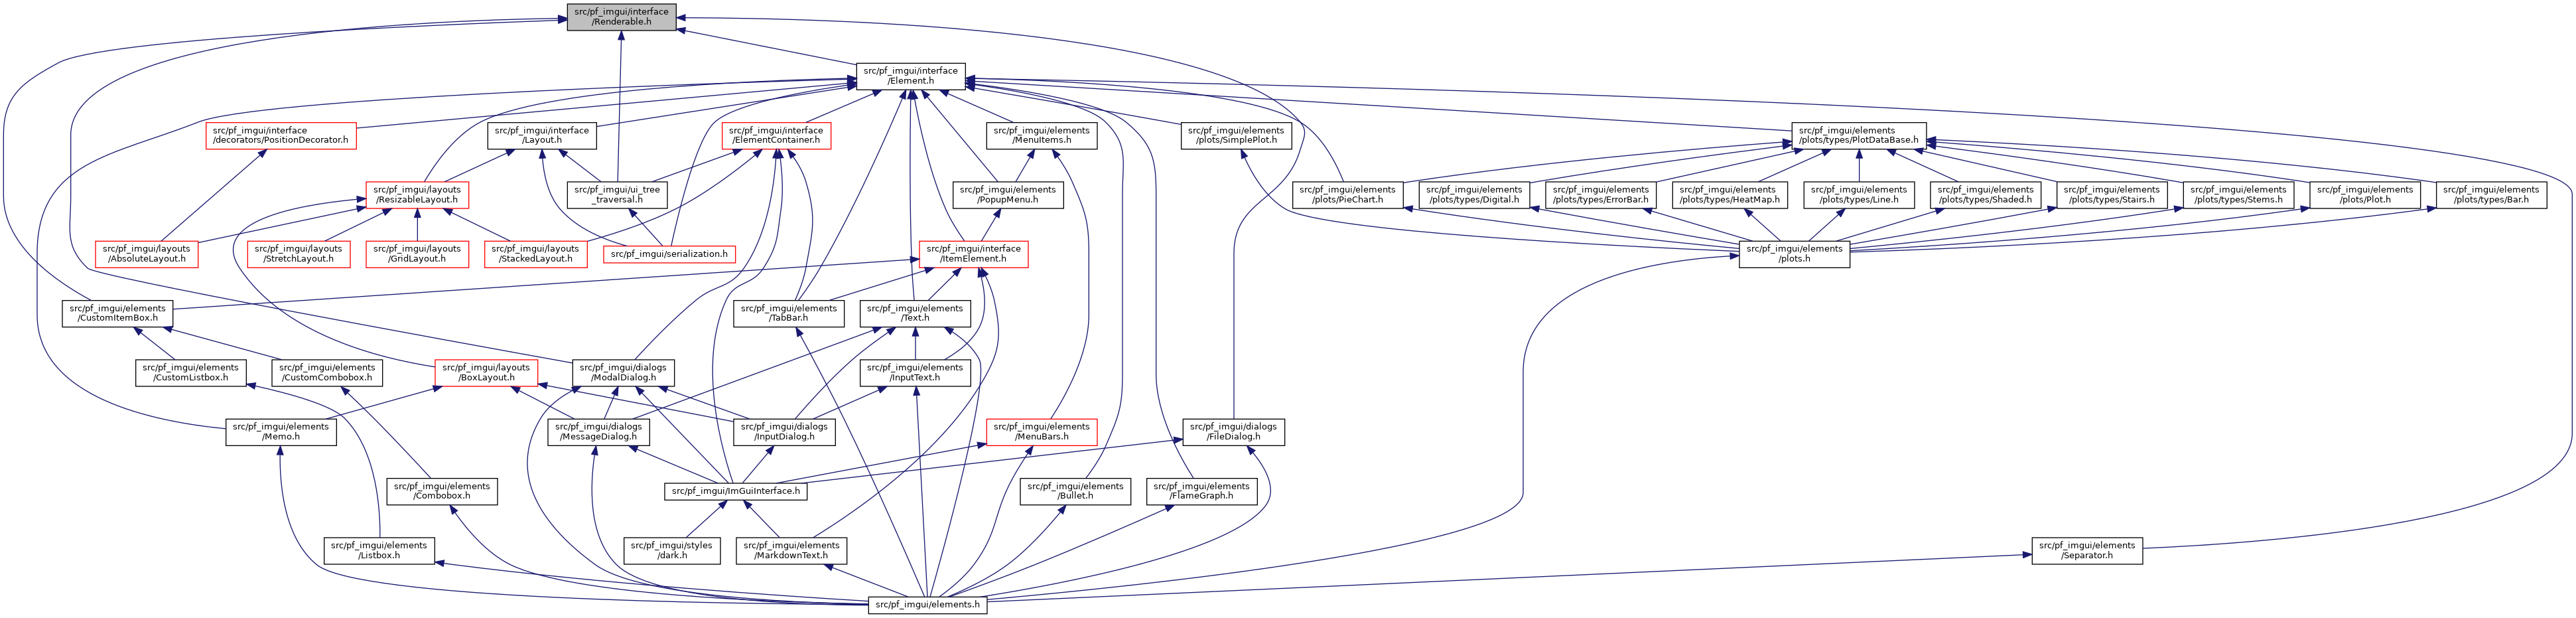 src/pf_imgui/interface
/Renderable.h
src/pf_imgui/interface
/Element.h
src/pf_imgui/interface
/decorators/PositionDecorator.h
src/pf_imgui/interface
/Layout.h
src/pf_imgui/interface
/ElementContainer.h
src/pf_imgui/elements
/MenuItems.h
src/pf_imgui/elements
/plots/SimplePlot.h
src/pf_imgui/elements
/plots/types/PlotDataBase.h
src/pf_imgui/layouts
/ResizableLayout.h
src/pf_imgui/ui_tree
_traversal.h
src/pf_imgui/elements
/PopupMenu.h
src/pf_imgui/elements
/plots/PieChart.h
src/pf_imgui/elements
/plots/types/Digital.h
src/pf_imgui/elements
/plots/types/ErrorBar.h
src/pf_imgui/elements
/plots/types/HeatMap.h
src/pf_imgui/elements
/plots/types/Line.h
src/pf_imgui/elements
/plots/types/Shaded.h
src/pf_imgui/elements
/plots/types/Stairs.h
src/pf_imgui/elements
/plots/types/Stems.h
src/pf_imgui/elements
/plots/Plot.h
src/pf_imgui/elements
/plots/types/Bar.h
src/pf_imgui/layouts
/AbsoluteLayout.h
src/pf_imgui/layouts
/StretchLayout.h
src/pf_imgui/layouts
/GridLayout.h
src/pf_imgui/layouts
/StackedLayout.h
src/pf_imgui/serialization.h
src/pf_imgui/interface
/ItemElement.h
src/pf_imgui/elements
/plots.h
src/pf_imgui/elements
/CustomItemBox.h
src/pf_imgui/elements
/TabBar.h
src/pf_imgui/elements
/Text.h
src/pf_imgui/elements
/CustomListbox.h
src/pf_imgui/elements
/CustomCombobox.h
src/pf_imgui/layouts
/BoxLayout.h
src/pf_imgui/dialogs
/ModalDialog.h
src/pf_imgui/elements
/InputText.h
src/pf_imgui/elements
/Memo.h
src/pf_imgui/dialogs
/MessageDialog.h
src/pf_imgui/dialogs
/InputDialog.h
src/pf_imgui/elements
/MenuBars.h
src/pf_imgui/dialogs
/FileDialog.h
src/pf_imgui/elements
/Combobox.h
src/pf_imgui/ImGuiInterface.h
src/pf_imgui/elements
/Bullet.h
src/pf_imgui/elements
/FlameGraph.h
src/pf_imgui/elements
/Listbox.h
src/pf_imgui/styles
/dark.h
src/pf_imgui/elements
/MarkdownText.h
src/pf_imgui/elements
/Separator.h
src/pf_imgui/elements.h